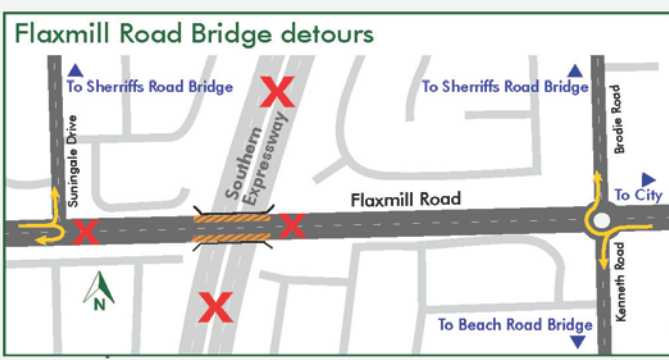 Flaxmill Road Bridge detours
To Sherriffs Road Bridge
To Sherriffs Road Bridge
Suningale Drive
Southern
Expressway
Brodie Road
Flaxmill Road
To City
N
Kenneth Road
To Beach Road Bridge